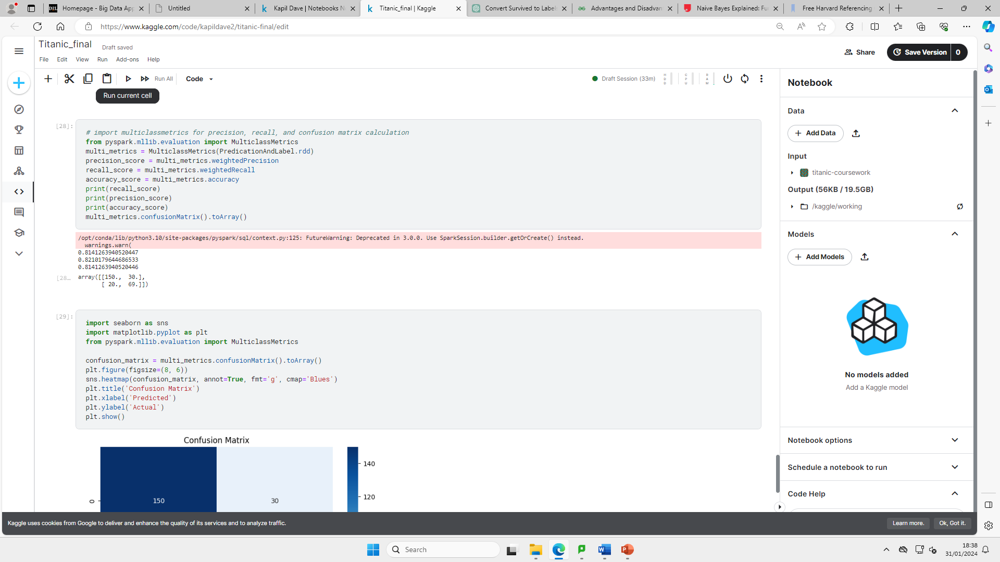 Homepage - Big Data App
Untitled
Kapil Dave | Notebooks N
Titanic_final | Kaggle
Convert Survived to Label
Advantages and Disadvan
Naive Bayes Explained: Fu
Free Harvard Referencing
https://www.kaggle.com/code/kapildave2/titanic-final/edit
Titanic_final
Draft saved
Share
Save Version
0
File Edit View Run Add-ons Help
Run All
Code
Draft Session (33m)
HDD
CPU
RAM
Run current cell
[28]:
# import multiclassmetrics for precision, recall, and confusion matrix calculation
from pyspark.mllib.evaluation import MulticlassMetrics
multi_metrics = MulticlassMetrics(PredicationAndLabel.rdd)
precision_score = multi_metrics.weightedPrecision
recall_score = multi_metrics.weightedRecall
accuracy_score = multi_metrics.accuracy
print(recall_score)
print(precision_score)
print(accuracy_score)
multi_metrics.confusionMatrix().toArray()
/opt/conda/lib/python3.10/site-packages/pyspark/sql/context.py:125: FutureWarning: Deprecated in 3.0.0. Use SparkSession.builder.getOrCreate() instead.
warnings.warn(
0.8141263940520447
0.8210179644686533
0.8141263940520446
[28…
array([[150., 30.],
[ 20., 69.]])
[29]:
import seaborn as sns
import matplotlib.pyplot as plt
from pyspark.mllib.evaluation import MulticlassMetrics
confusion_matrix = multi_metrics.confusionMatrix().toArray()
plt.figure(figsize=(8, 6))
sns.heatmap(confusion_matrix, annot=True, fmt='g', cmap='Blues')
plt.title('Confusion Matrix')
plt.xlabel('Predicted')
plt.ylabel('Actual')
plt.show()
Confusion Matrix
140
120
0
150
30
Notebook
Data
Add Data
Input
titanic-coursework
Output (56KB / 19.5GB)
/kaggle/working
Models
Add Models
No models added
Add a Kaggle model
Notebook options
Schedule a notebook to run
Code Help
Kaggle uses cookies from Google to deliver and enhance the quality of its services and to analyze traffic.
Learn more.
Ok, Got it.
Search
18:38
31/01/2024